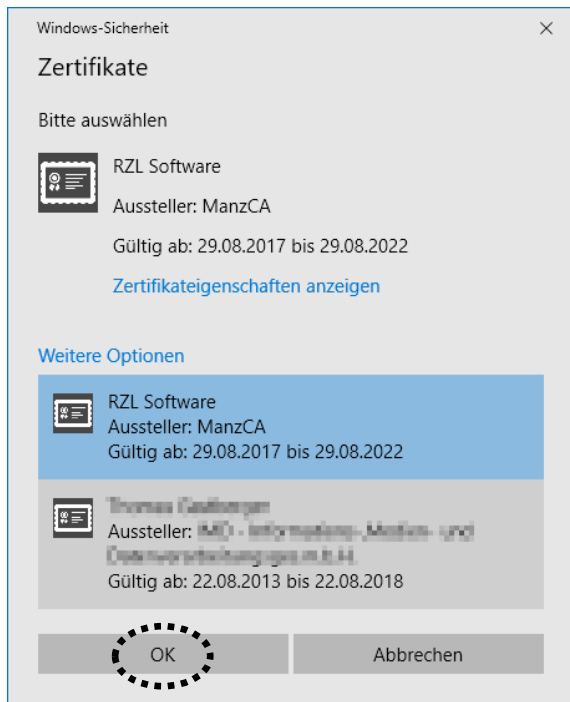 Windows-Sicherheit
Zertifikate
Bitte auswählen
RZL Software
Aussteller: ManzCA
Gültig ab: 29.08.2017 bis 29.08.2022
Zertifikateigenschaften anzeigen
Weitere Optionen
RZL Software
Aussteller: ManzCA
Gültig ab: 29.08.2017 bis 29.08.2022
Aussteller:
Gültig ab: 22.08.2013 bis 22.08.2018
OK
Abbrechen